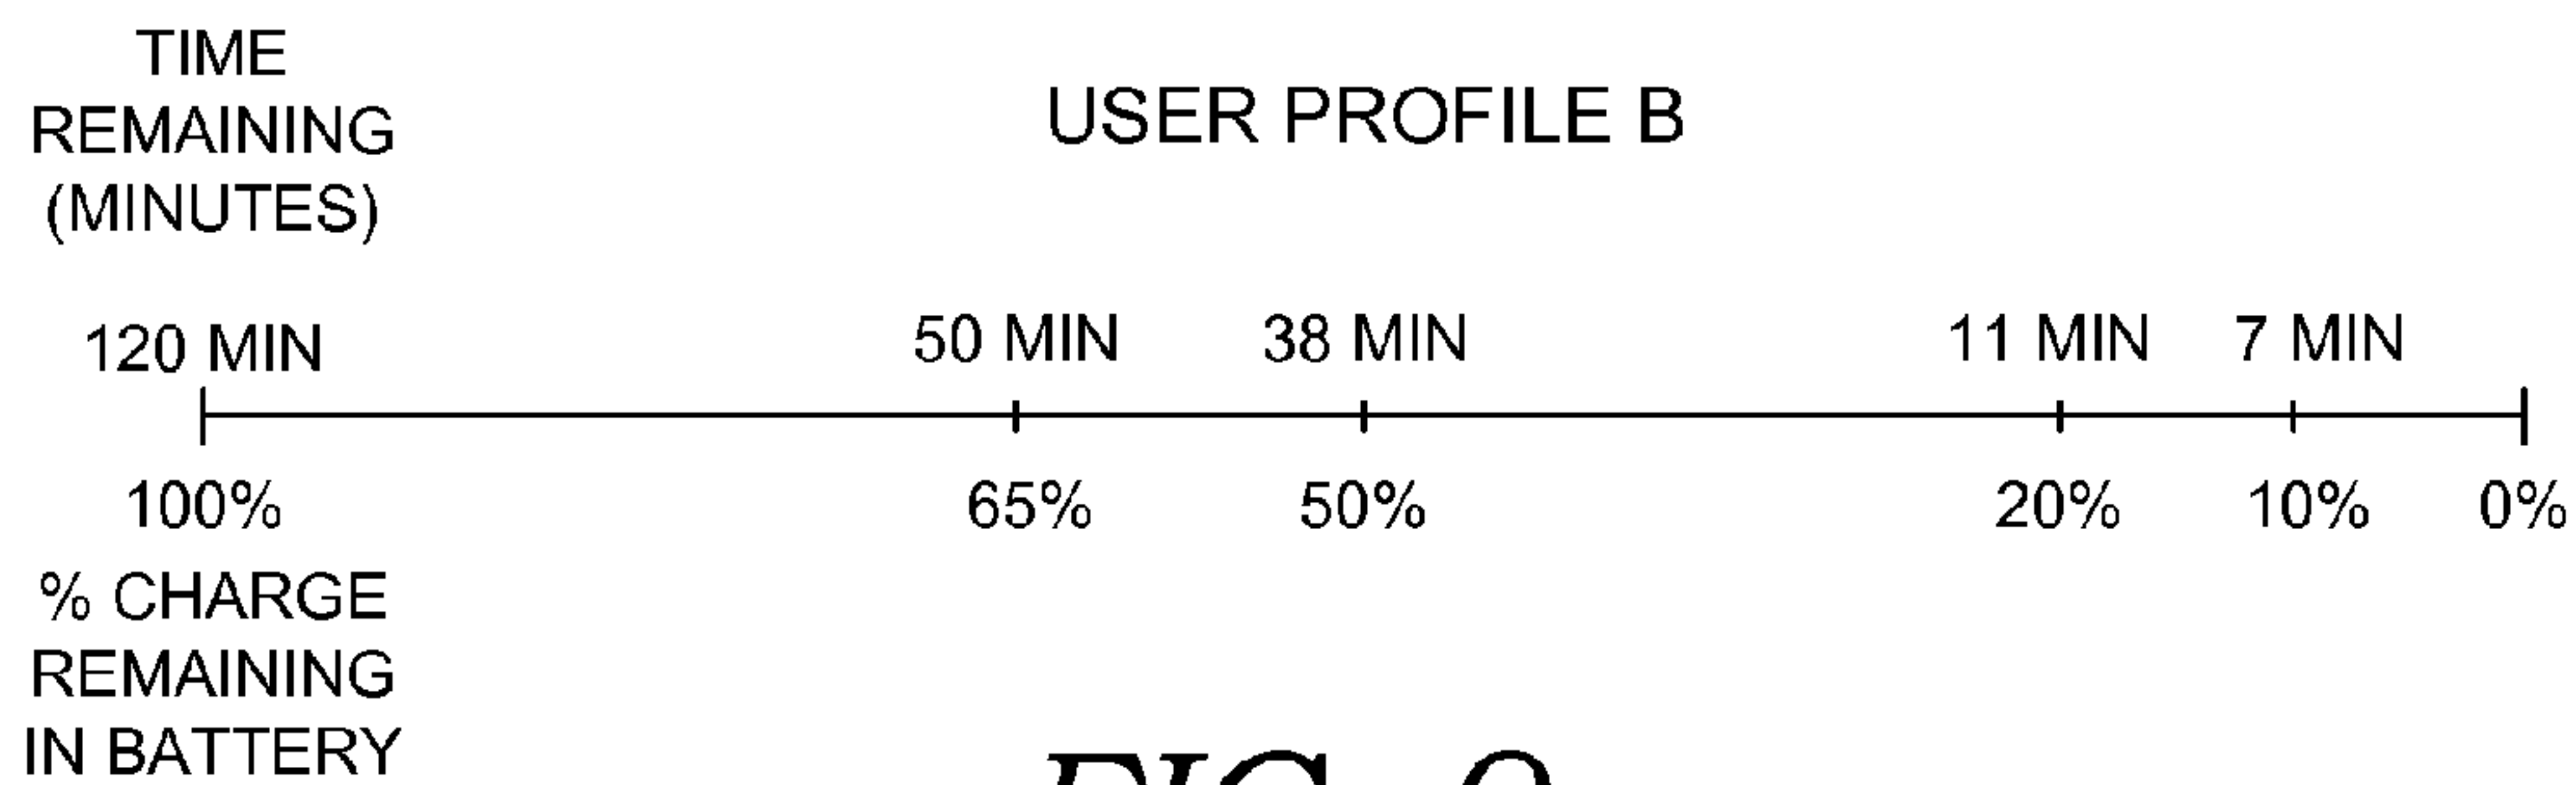 TIME
REMAINING
(MINUTES)
USER PROFILE B
120 MIN 50 MIN 38 MIN 11 MIN 7 MIN
100% 65% 50% 20% 10% 0%
% CHARGE
REMAINING
IN BATTERY
FIG.